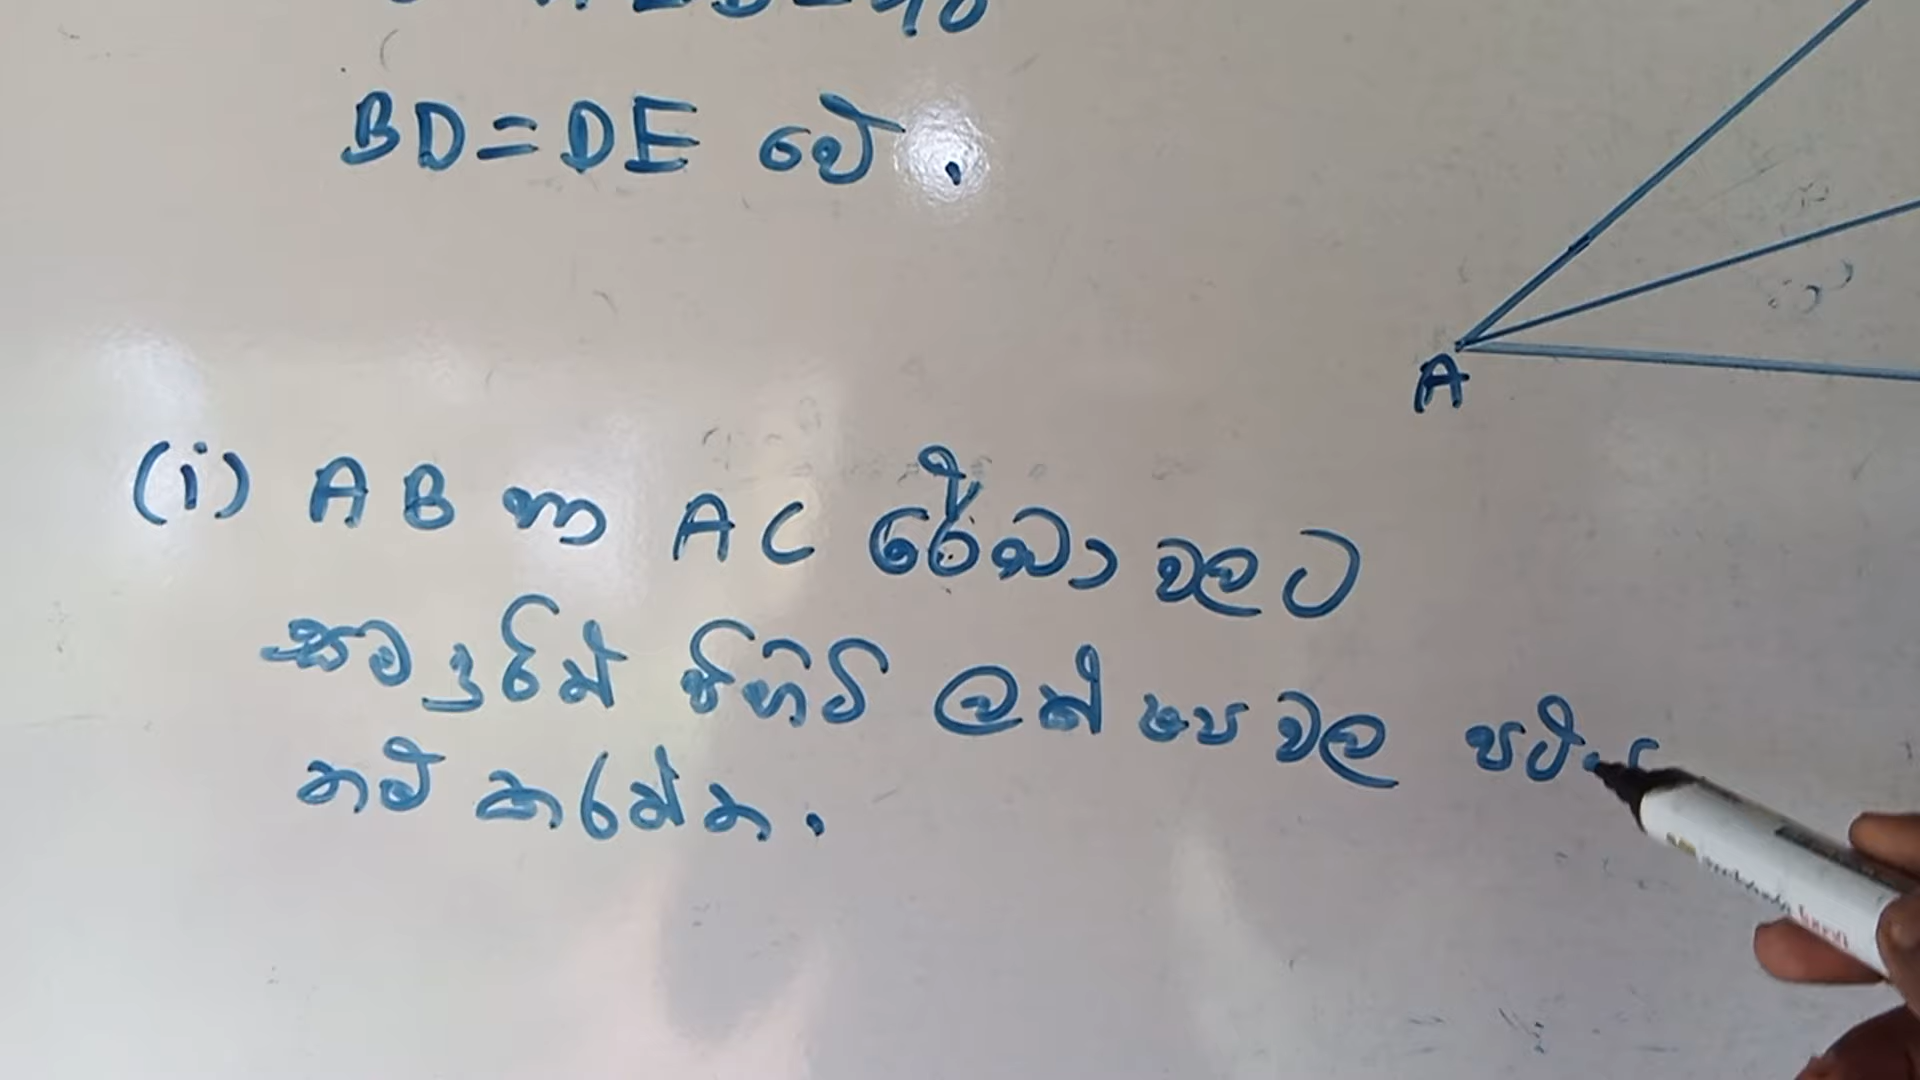 BD = DE වේ .
A
(i) AB හා AC රේඛා වලට
සමදුරින් පිහිටි ලක්ෂ්‍ය වල පථය
නම් කරන්න .